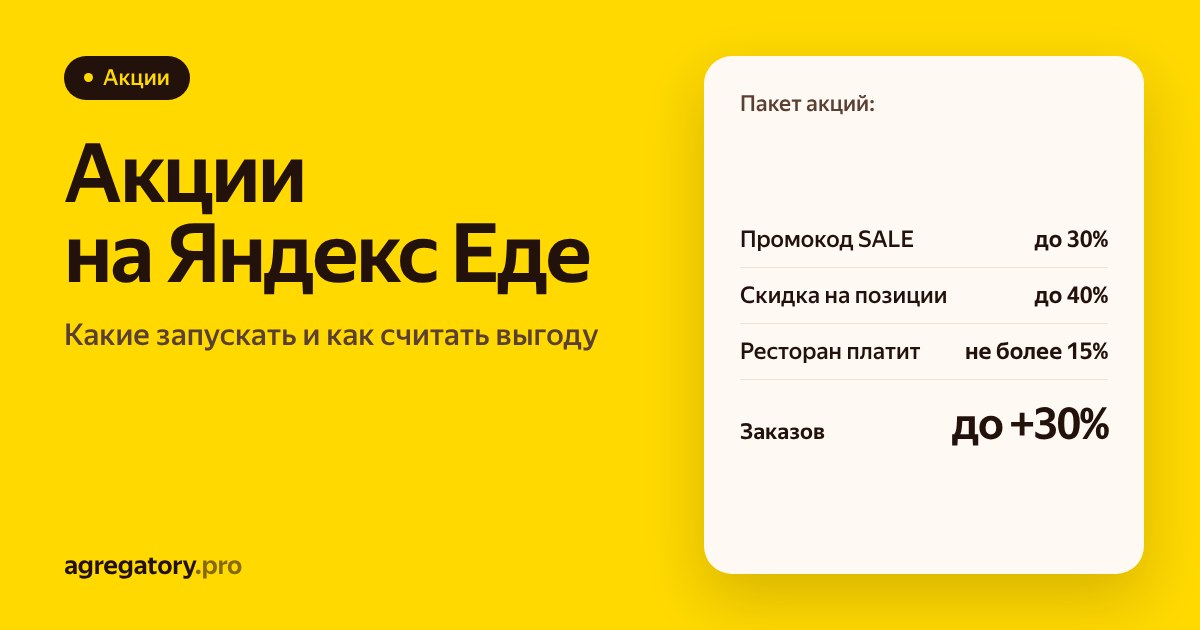 Акции
Акции
на Яндекс Еде
Какие запускать и как считать выгоду
agregatory.pro
Пакет акций:
Промокод SALE до 30%
Скидка на позиции до 40%
Ресторан платит не более 15%
Заказов до +30%